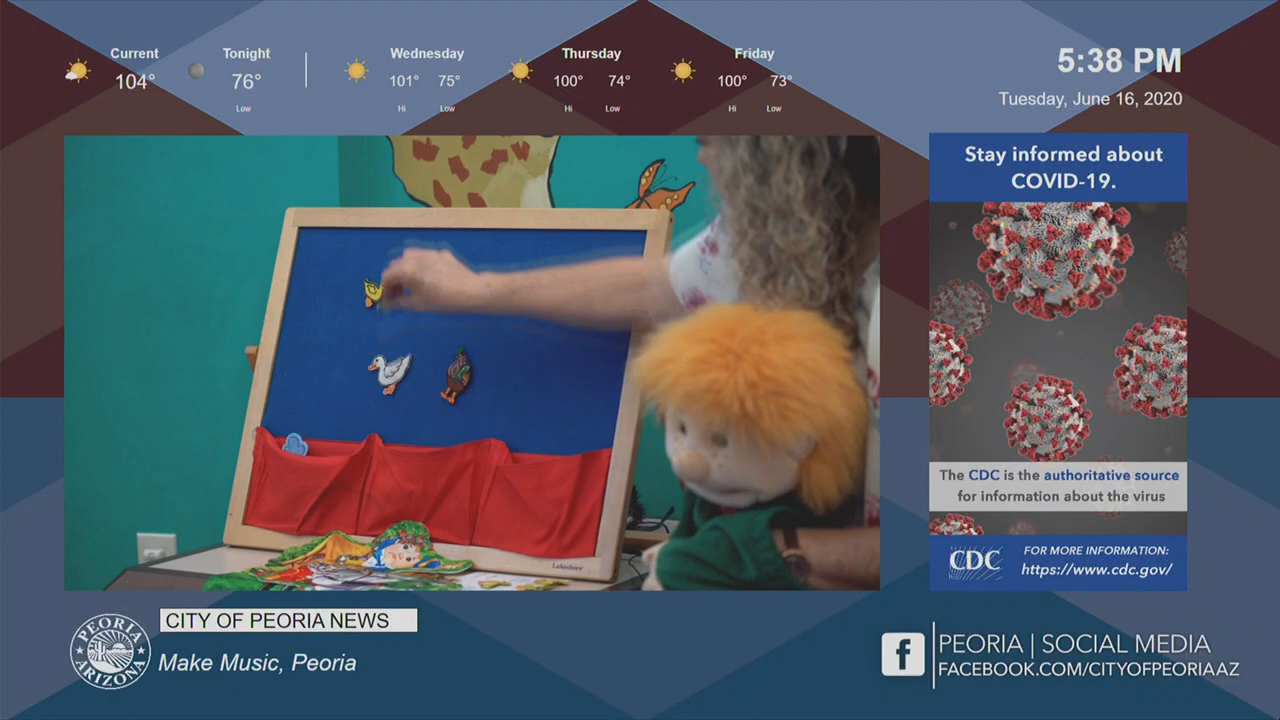 Current
104°
Tonight
76°
Low
Wednesday
101° 75°
Hi Low
Thursday
100° 74°
Hi Low
Friday
100° 73°
Hi Low
5:38 PM
Tuesday, June 16, 2020
Stay informed about
COVID-19.
The CDC is the authoritative source
for information about the virus
CDC
FOR MORE INFORMATION:
https://www.cdc.gov/
Lakeshore
PEORIA
ARIZONA
CITY OF PEORIA NEWS
Make Music, Peoria
f
PEORIA | SOCIAL MEDIA
FACEBOOK.COM/CITYOFPEORIAAZ